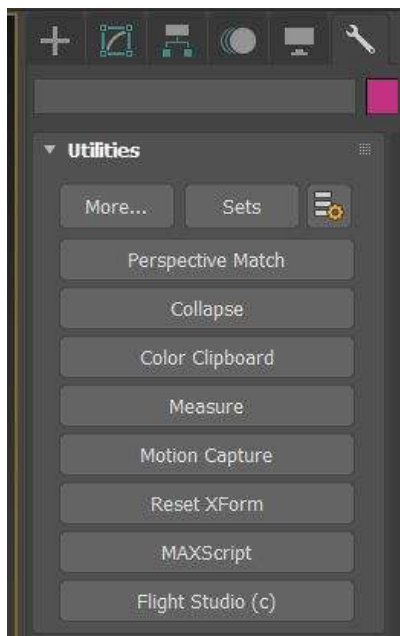 Utilities
More... Sets
Perspective Match
Collapse
Color Clipboard
Measure
Motion Capture
Reset XForm
MAXScript
Flight Studio (c)